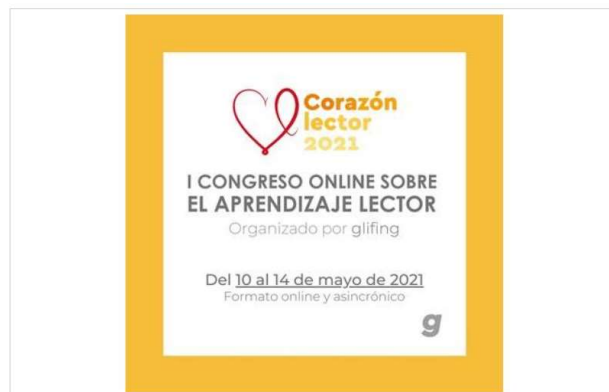 Corazón
lector
2021
I CONGRESO ONLINE SOBRE
EL APRENDIZAJE LECTOR
Organizado por glifing
Del 10 al 14 de mayo de 2021
Formato online y asincrónico
g